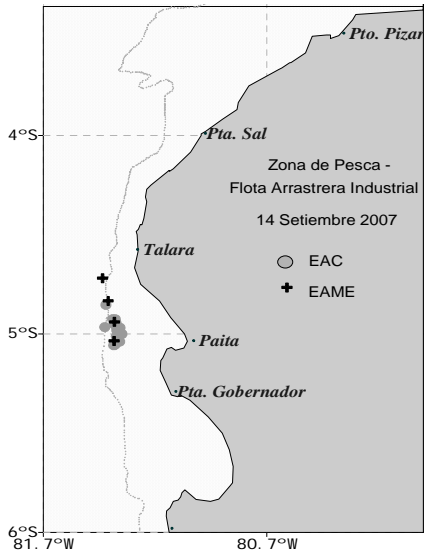 Pto. Pizar
4°S
Pta. Sal
Zona de Pesca -
Flota Arrastrera Industrial
14 Setiembre 2007
Talara
EAC
EAME
5°S
Paita
Pta. Gobernador
6°S
81.7°W
80.7°W